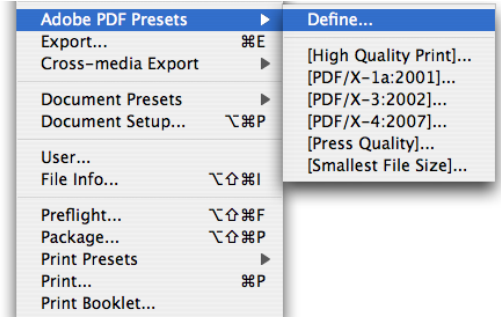 Adobe PDF Presets ▶
Export... ⌘E
Cross-media Export ▶
Document Presets ▶
Document Setup... ⌥⌘P
User...
File Info... ⌥⇧⌘I
Preflight... ⌥⇧⌘F
Package... ⌥⇧⌘P
Print Presets ▶
Print... ⌘P
Print Booklet...
Define...
[High Quality Print]...
[PDF/X-1a:2001]...
[PDF/X-3:2002]...
[PDF/X-4:2007]...
[Press Quality]...
[Smallest File Size]...